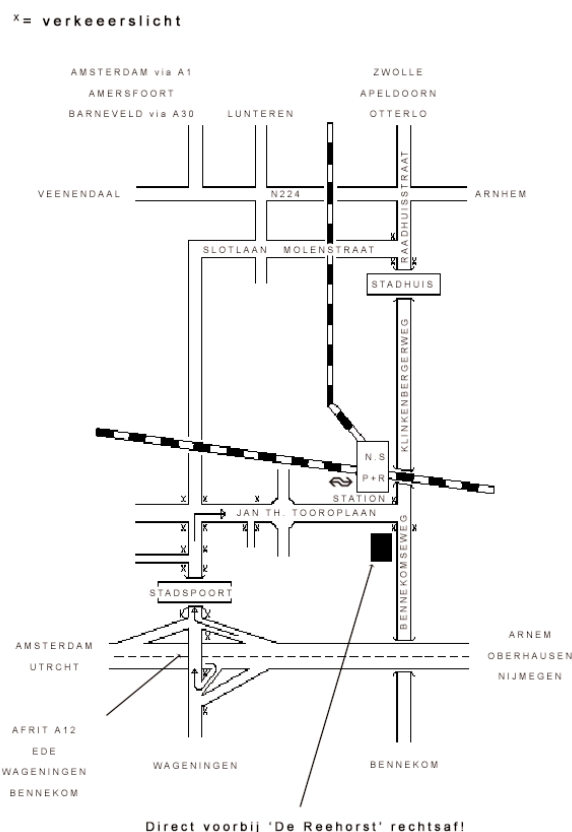 x= verkeeerslicht
AMSTERDAM via A1
AMERSFOORT
BARNEVELD via A30
LUNTEREN
ZWOLLE
APELDOORN
OTTERLO
VEENENDAAL
N224
ARNHEM
RAADHUISSTRAAT
SLOTLAAN MOLENSTRAAT
STADHUIS
KLINKENBERGERWEG
N.S
P+R
STATION
JAN TH. TOOROPLAAN
BENNEKOMSEWEG
STADSPOORT
AMSTERDAM
UTRCHT
ARNEM
OBERHAUSEN
NIJMEGEN
AFRIT A12
EDE
WAGENINGEN
BENNEKOM
WAGENINGEN
BENNEKOM
Direct voorbij 'De Reehorst' rechtsaf!